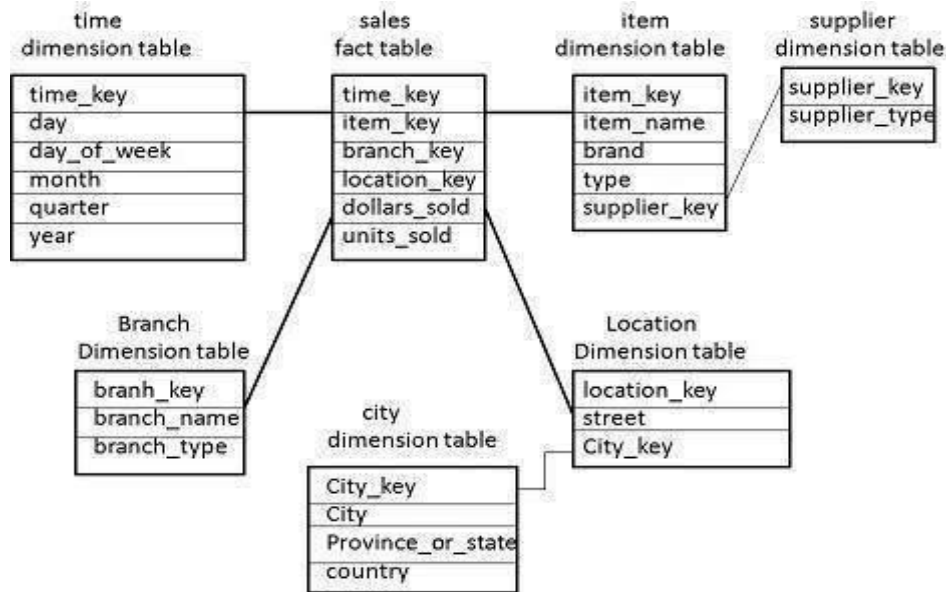 time
dimension table
time_key
day
day_of_week
month
quarter
year
sales
fact table
time_key
item_key
branch_key
location_key
dollars_sold
units_sold
item
dimension table
item_key
item_name
brand
type
supplier_key
supplier
dimension table
supplier_key
supplier_type
Branch
Dimension table
branh_key
branch_name
branch_type
city
dimension table
City_key
City
Province_or_state
country
Location
Dimension table
location_key
street
City_key